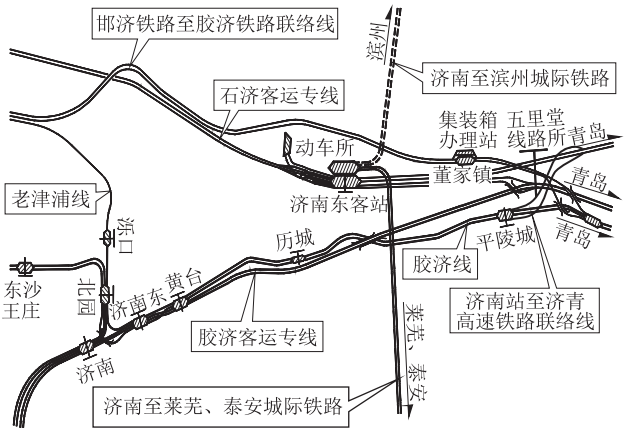 邯济铁路至胶济铁路联络线
滨州
济南至滨州城际铁路
石济客运专线
集装箱
办理站
五里堂
线路所
青岛
动车所
董家镇
青岛
济南东客站
老津浦线
泺口
历城
平陵城
青岛
胶济线
东沙
王庄
北园
济南东
黄台
济南站至济青
高速铁路联络线
胶济客运专线
莱芜、泰安
济南
济南至莱芜、泰安城际铁路